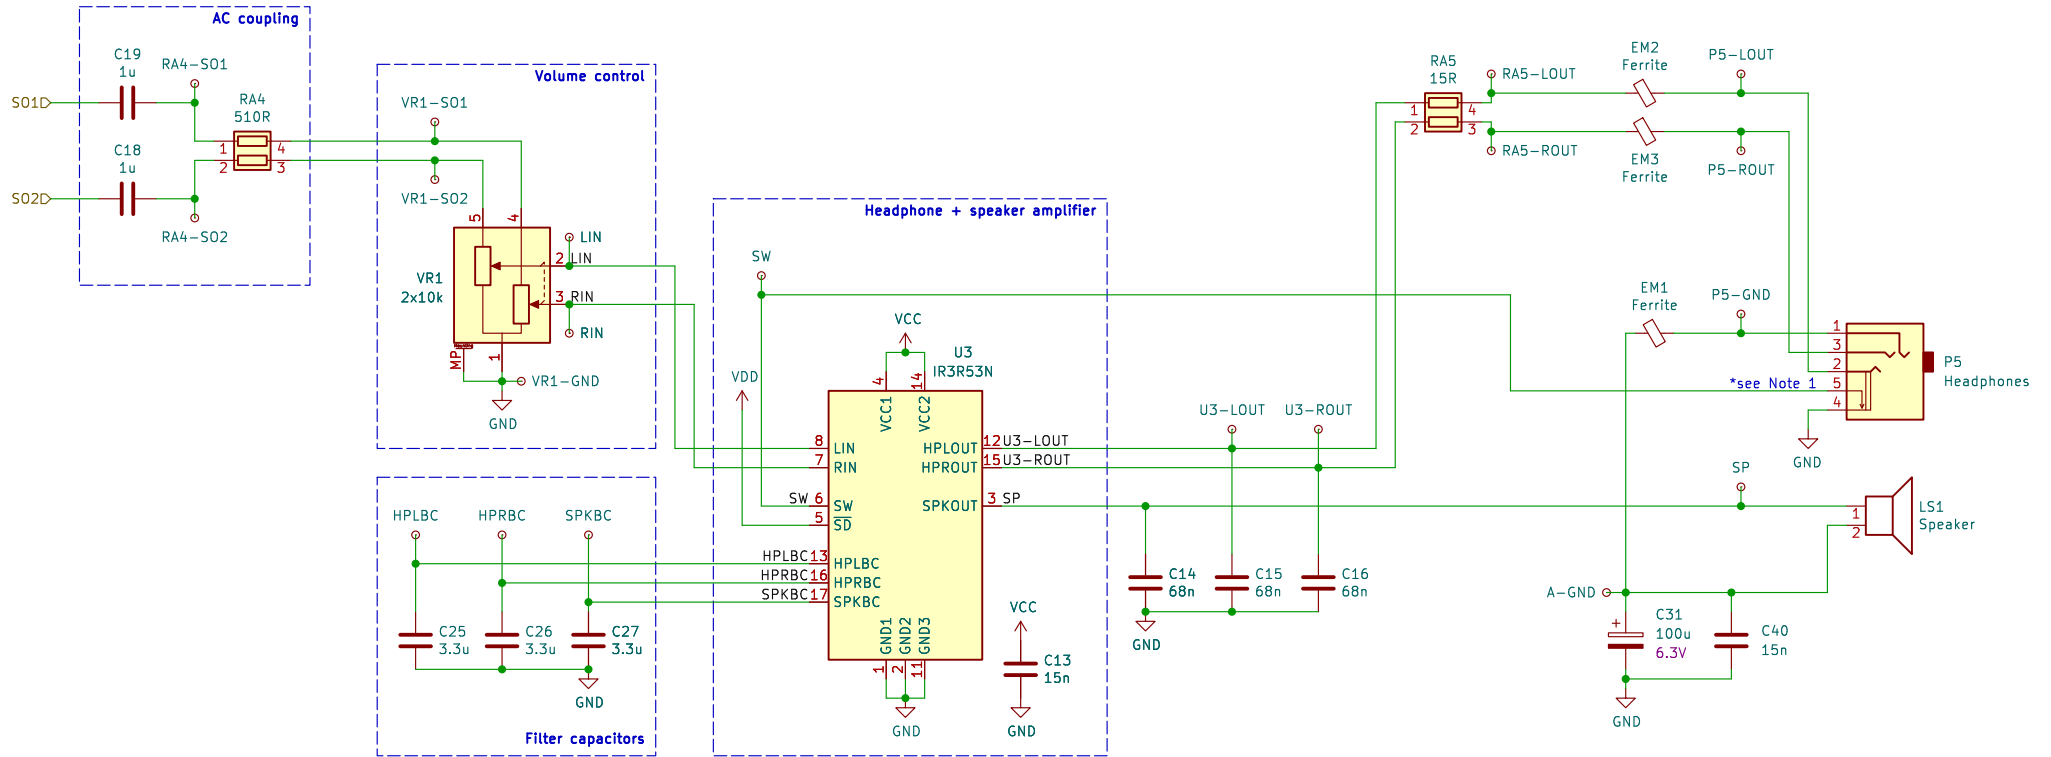 AC coupling
C19
1u
RA4-SO1
SO1
RA4
510R
1
4
2
3
C18
1u
SO2
RA4-SO2
Volume control
VR1-SO1
VR1-SO2
5
4
LIN
2
LIN
VR1
2x10k
3
RIN
RIN
MP
1
VR1-GND
GND
HPLBC
HPRBC
SPKBC
C25
3.3u
C26
3.3u
C27
3.3u
GND
Filter capacitors
Headphone + speaker amplifier
SW
VCC
U3
IR3R53N
VDD
4
14
VCC1
VCC2
8
LIN
7
RIN
SW
6
SW
5
SD
HPLBC
13
HPLBC
HPRBC
16
HPRBC
SPKBC
17
SPKBC
HPLOUT
12
U3-LOUT
HPROUT
15
U3-ROUT
SPKOUT
3
SP
GND1
GND2
GND3
1
2
11
GND
VCC
C13
15n
GND
U3-LOUT
U3-ROUT
C14
68n
C15
68n
C16
68n
GND
RA5
15R
1
4
2
3
RA5-LOUT
RA5-ROUT
EM2
Ferrite
P5-LOUT
EM3
Ferrite
P5-ROUT
EM1
Ferrite
P5-GND
1
3
2
*see Note 1
5
4
P5
Headphones
GND
SP
1
2
LS1
Speaker
A-GND
+
C31
100u
6.3V
C40
15n
GND